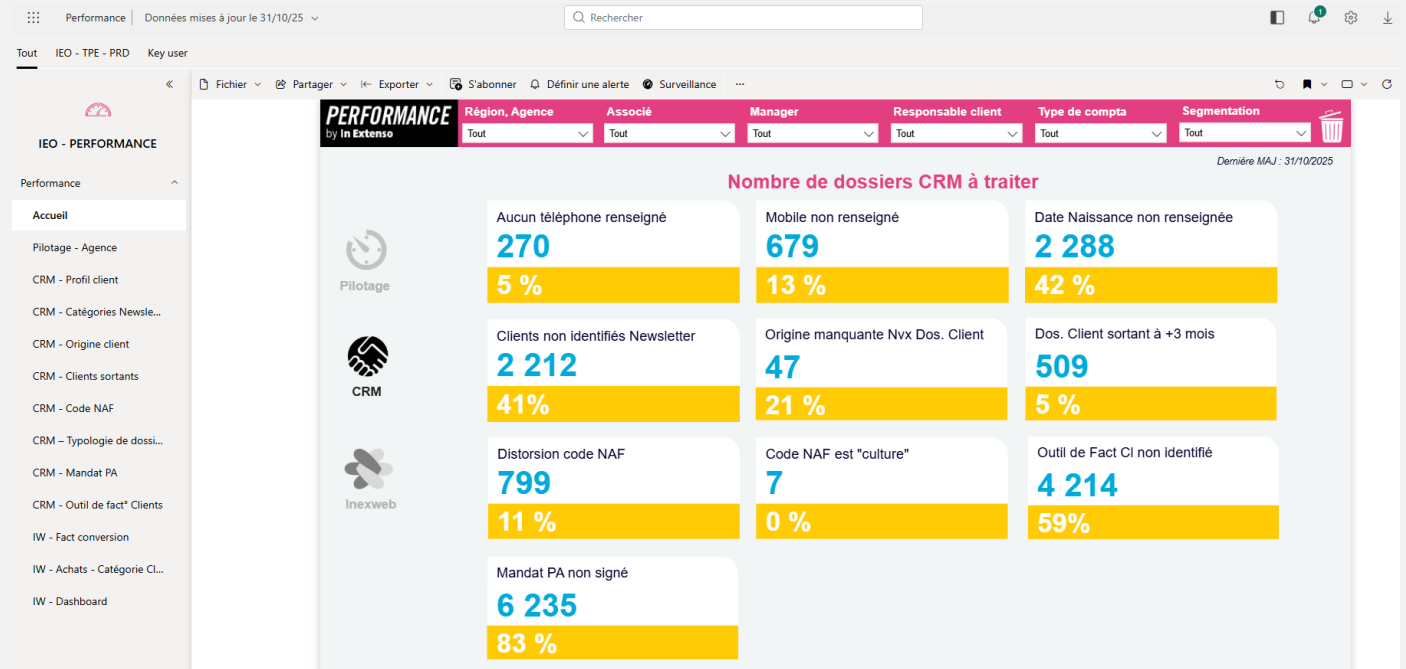 Performance
Données mises à jour le 31/10/25
Rechercher
1
Tout
IEO - TPE - PRD
Key user
Fichier
Partager
Exporter
S'abonner
Définir une alerte
Surveillance
...
IEO - PERFORMANCE
Performance
Accueil
Pilotage - Agence
CRM - Profil client
CRM - Catégories Newsle...
CRM - Origine client
CRM - Clients sortants
CRM - Code NAF
CRM – Typologie de dossi...
CRM - Mandat PA
CRM - Outil de fact° Clients
IW - Fact conversion
IW - Achats - Catégorie Cl...
IW - Dashboard
PERFORMANCE
by In Extenso
Région, Agence
Tout
Associé
Tout
Manager
Tout
Responsable client
Tout
Type de compta
Tout
Segmentation
Tout
Dernière MAJ : 31/10/2025
Nombre de dossiers CRM à traiter
Pilotage
CRM
Inexweb
Aucun téléphone renseigné
270
5 %
Mobile non renseigné
679
13 %
Date Naissance non renseignée
2 288
42 %
Clients non identifiés Newsletter
2 212
41%
Origine manquante Nvx Dos. Client
47
21 %
Dos. Client sortant à +3 mois
509
5 %
Distorsion code NAF
799
11 %
Code NAF est "culture"
7
0 %
Outil de Fact Cl non identifié
4 214
59%
Mandat PA non signé
6 235
83 %